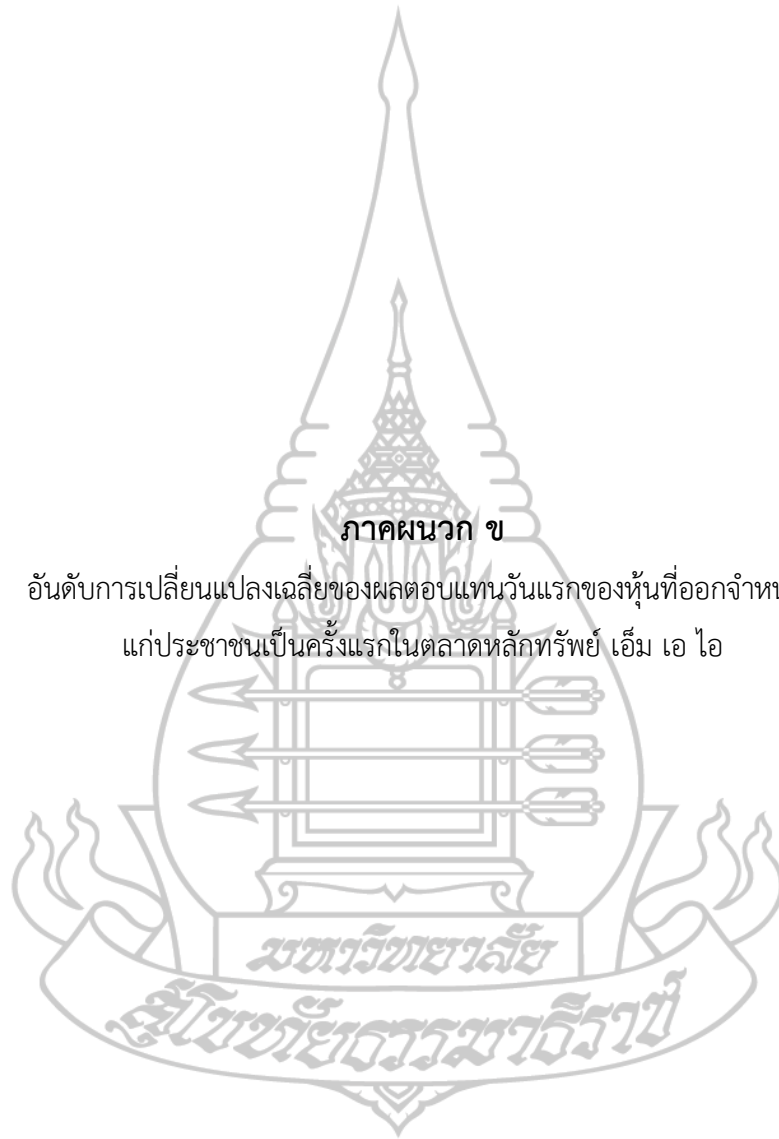 ภาคผนวก ข
อันดับการเปลี่ยนแปลงเฉลี่ยของผลตอบแทนวันแรกของหุ้นที่ออกจำหน
แก่ประชาชนเป็นครั้งแรกในตลาดหลักทรัพย์ เอ็ม เอ ไอ
มหาวิทยาลัย
สุโขทัยธรรมาธิราช